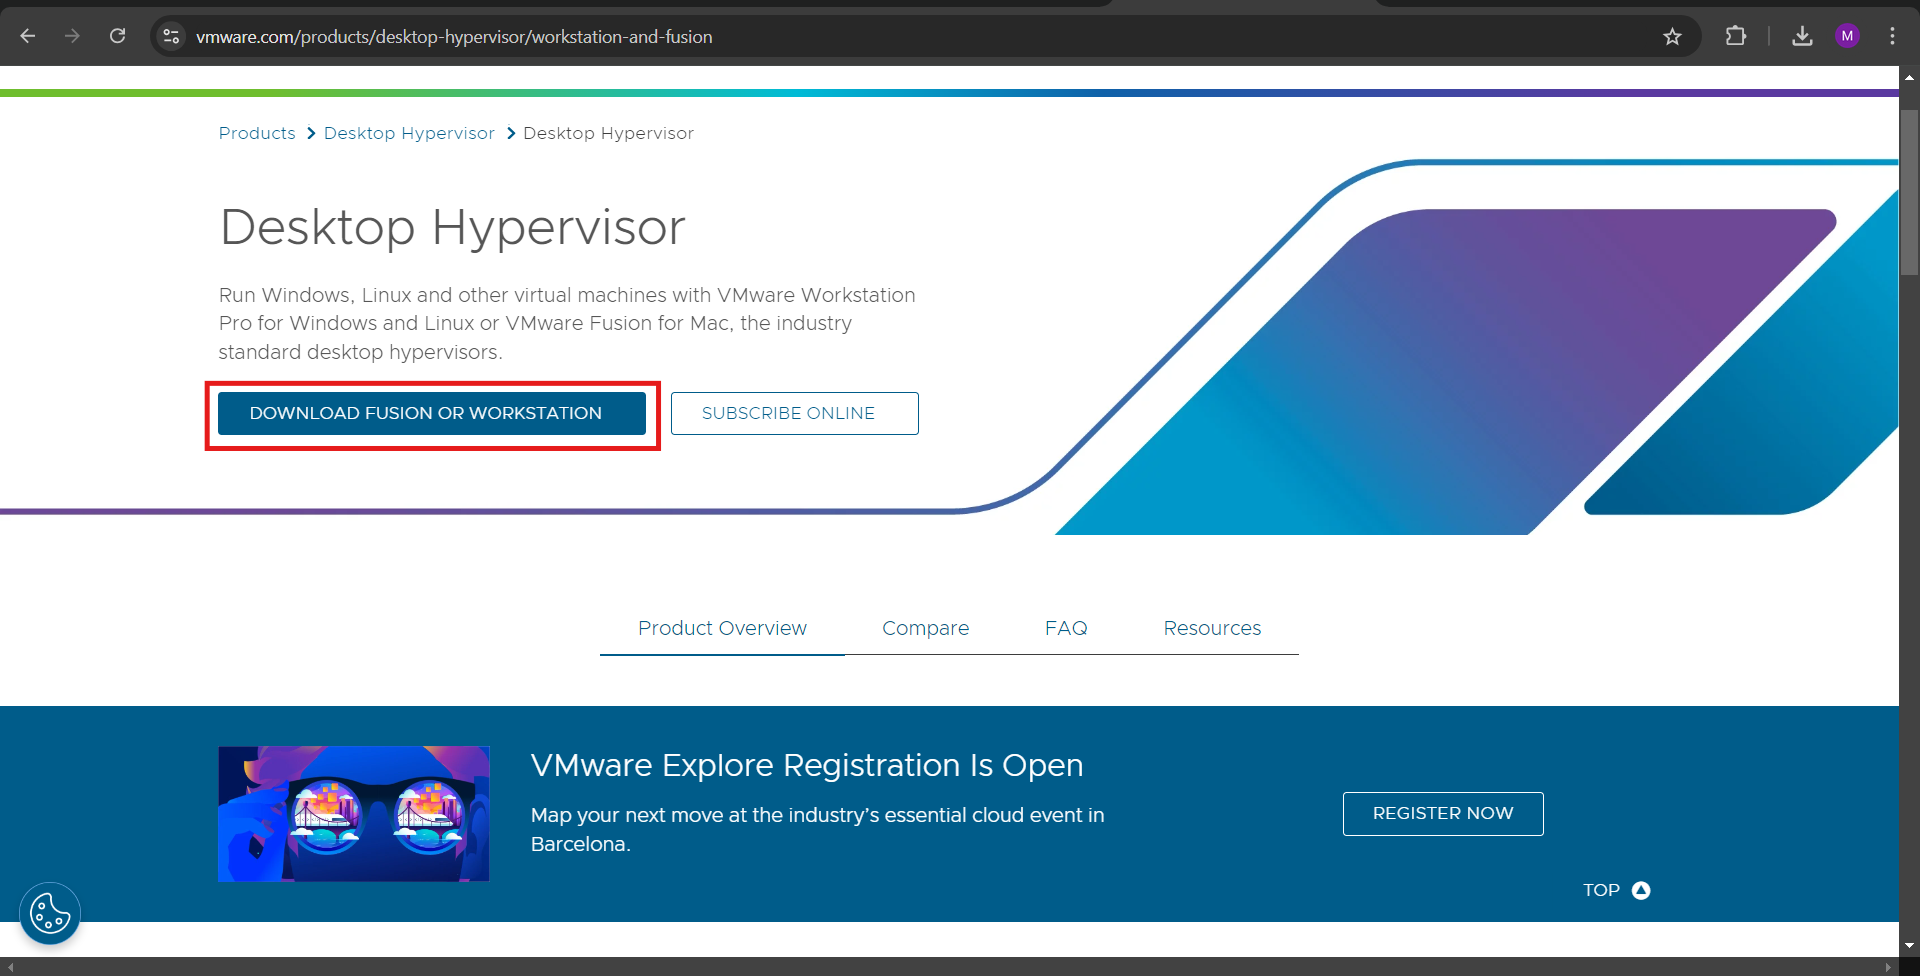 vmware.com/products/desktop-hypervisor/workstation-and-fusion
M
Products > Desktop Hypervisor > Desktop Hypervisor
Desktop Hypervisor
Run Windows, Linux and other virtual machines with VMware Workstation
Pro for Windows and Linux or VMware Fusion for Mac, the industry
standard desktop hypervisors.
DOWNLOAD FUSION OR WORKSTATION
SUBSCRIBE ONLINE
Product Overview
Compare
FAQ
Resources
VMware Explore Registration Is Open
Map your next move at the industry’s essential cloud event in
Barcelona.
REGISTER NOW
TOP